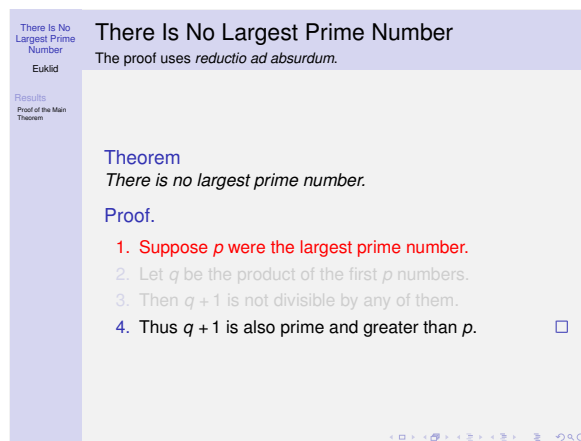 There Is No
Largest Prime
Number
Euklid
Results
Proof of the Main
Theorem
There Is No Largest Prime Number
The proof uses reductio ad absurdum.
Theorem
There is no largest prime number.
Proof.
1. Suppose p were the largest prime number.
2. Let q be the product of the first p numbers.
3. Then q + 1 is not divisible by any of them.
4. Thus q + 1 is also prime and greater than p. □